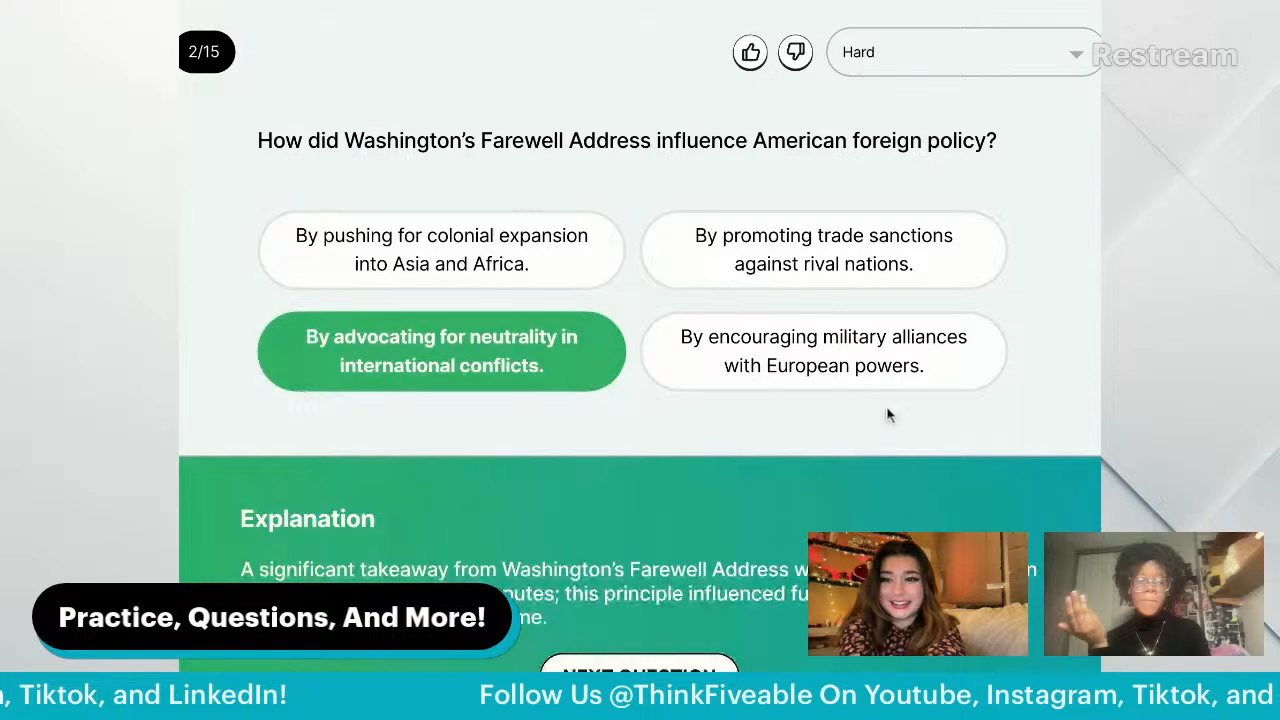 2/15
Hard
Restream
How did Washington’s Farewell Address influence American foreign policy?
By pushing for colonial expansion
into Asia and Africa.
By promoting trade sanctions
against rival nations.
By advocating for neutrality in
international conflicts.
By encouraging military alliances
with European powers.
Explanation
A significant takeaway from Washington’s Farewell Address
this principle influenced
NEXT QUESTION
Practice, Questions, And More!
, Tiktok, and LinkedIn!
Follow Us @ThinkFiveable On Youtube, Instagram, Tiktok, and